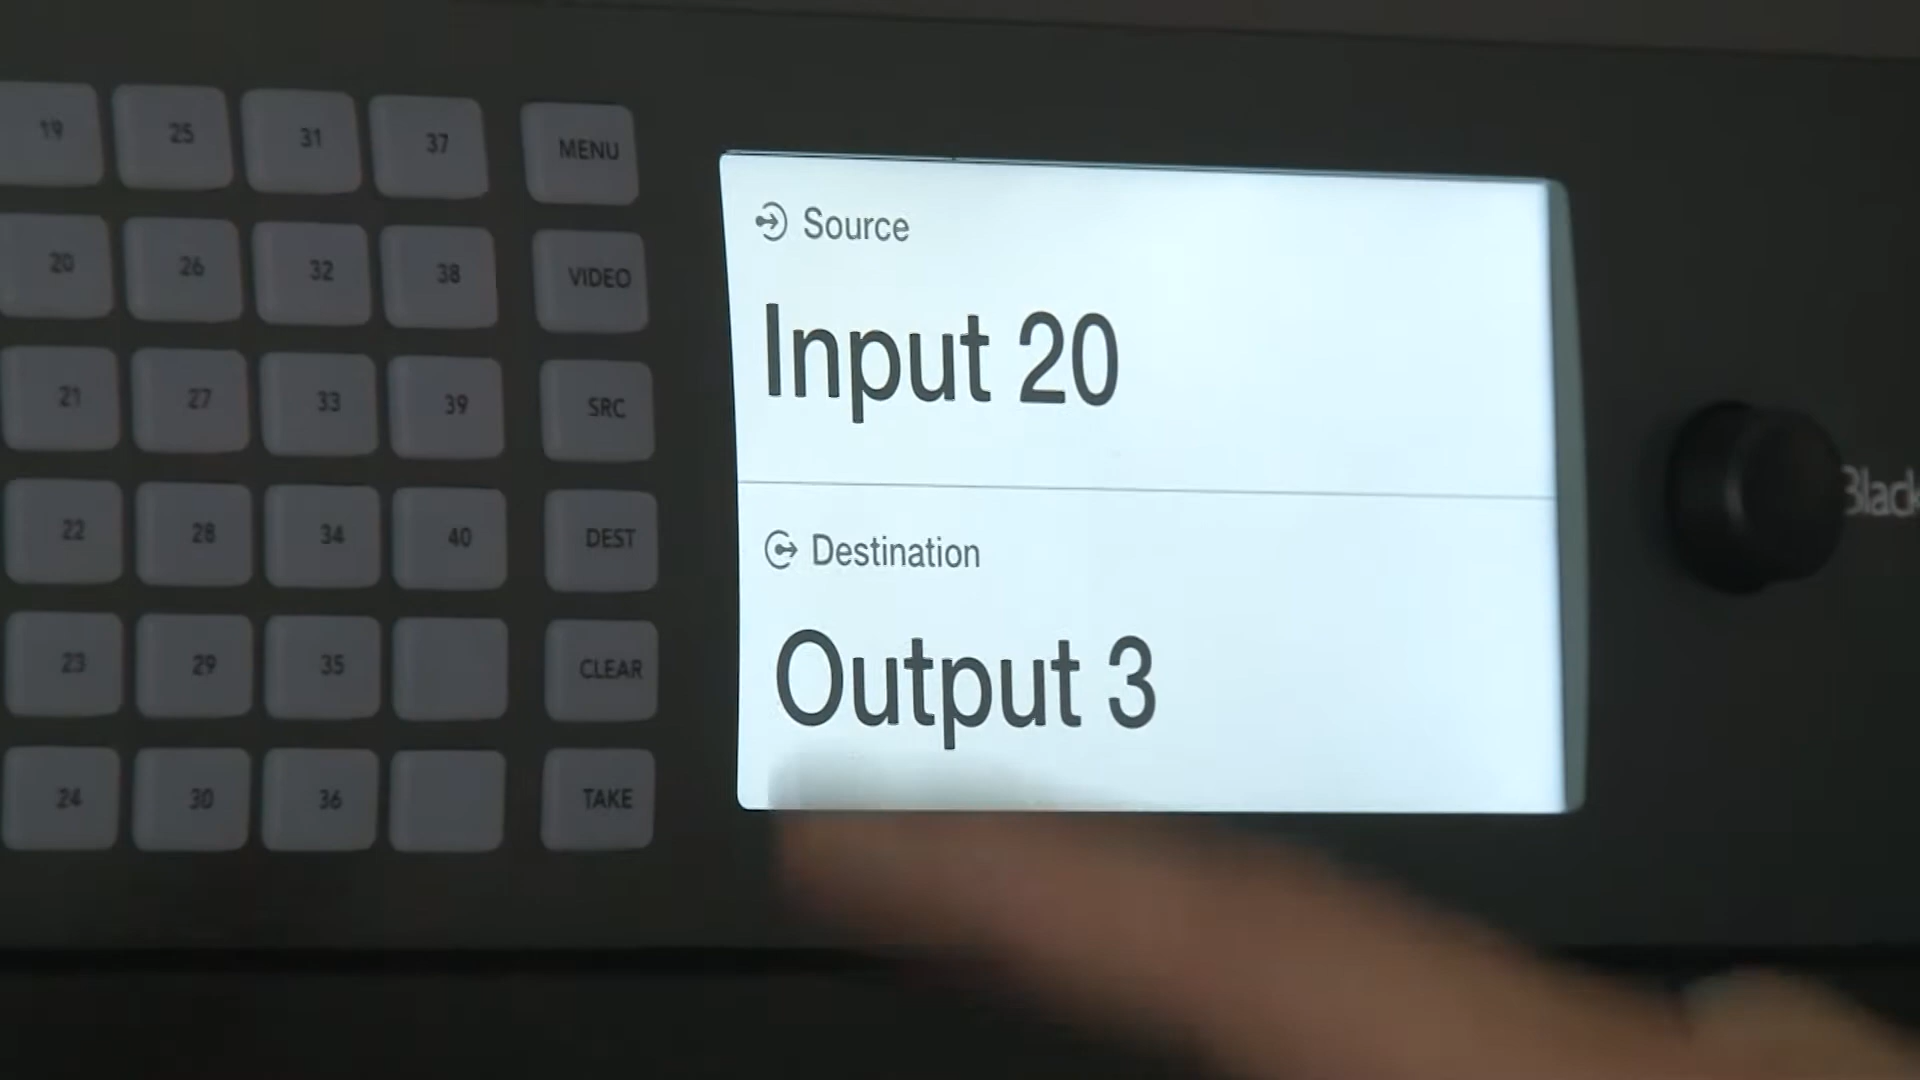 19 25 31 37 MENU
20 26 32 38 VIDEO
21 27 33 39 SRC
22 28 34 40 DEST
23 29 35 CLEAR
24 30 36 TAKE
Source
Input 20
Destination
Output 3
Black